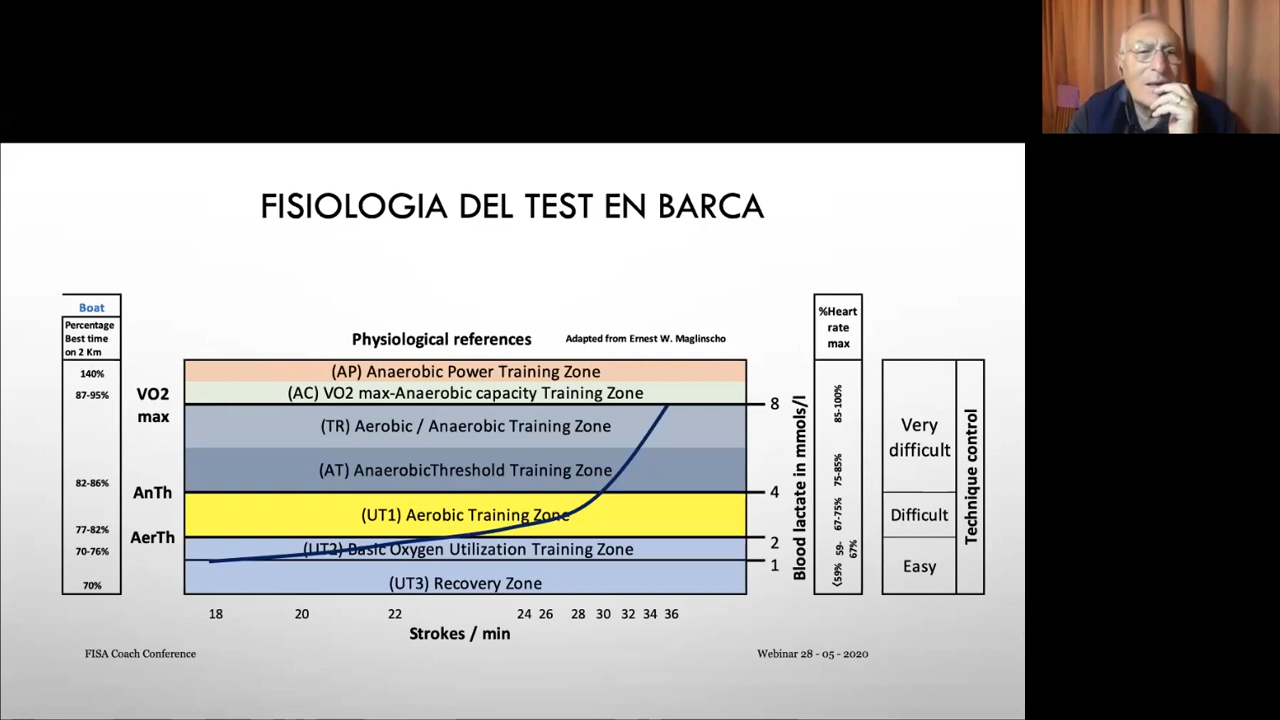 FISIOLOGIA DEL TEST EN BARCA
Boat
Percentage
Best time
on 2 Km
140%
87-95%
82-86%
77-82%
70-76%
70%
VO2
max
AnTh
AerTh
Physiological references
Adapted from Ernest W. Maglinscho
(AP) Anaerobic Power Training Zone
(AC) VO2 max-Anaerobic capacity Training Zone
(TR) Aerobic / Anaerobic Training Zone
(AT) AnaerobicThreshold Training Zone
(UT1) Aerobic Training Zone
(UT2) Basic Oxygen Utilization Training Zone
(UT3) Recovery Zone
18 20 22 24 26 28 30 32 34 36
Strokes / min
8
4
2
1
Blood lactate in mmols/l
%Heart
rate
max
85-100%
75-85%
67-75%
59-
67%
(59%
Very
difficult
Difficult
Easy
Technique control
FISA Coach Conference
Webinar 28 - 05 - 2020